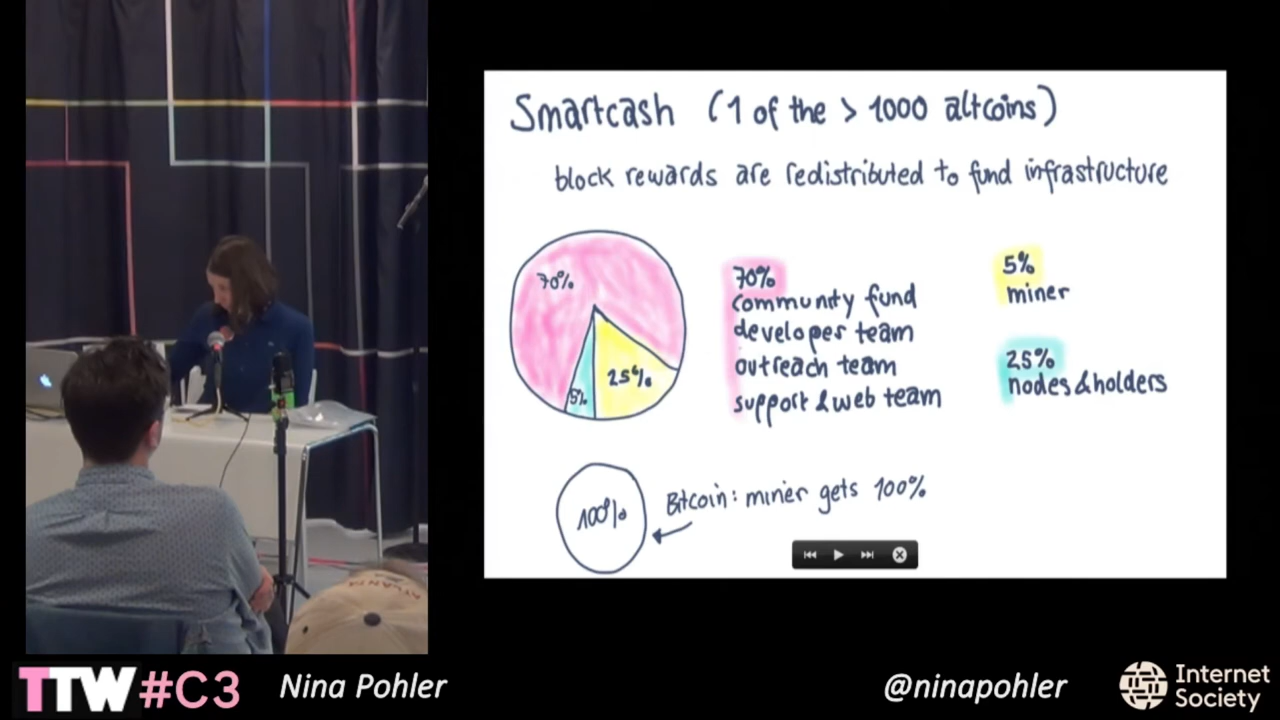 Smartcash (1 of the > 1000 altcoins)
block rewards are redistributed to fund infrastructure
70%
25%
5%
70%
community fund
developer team
outreach team
support & web team
5%
miner
25%
nodes & holders
100%
Bitcoin: miner gets 100%
ATLANTA
TTW#C3
Nina Pohler
@ninapohler
Internet
Society